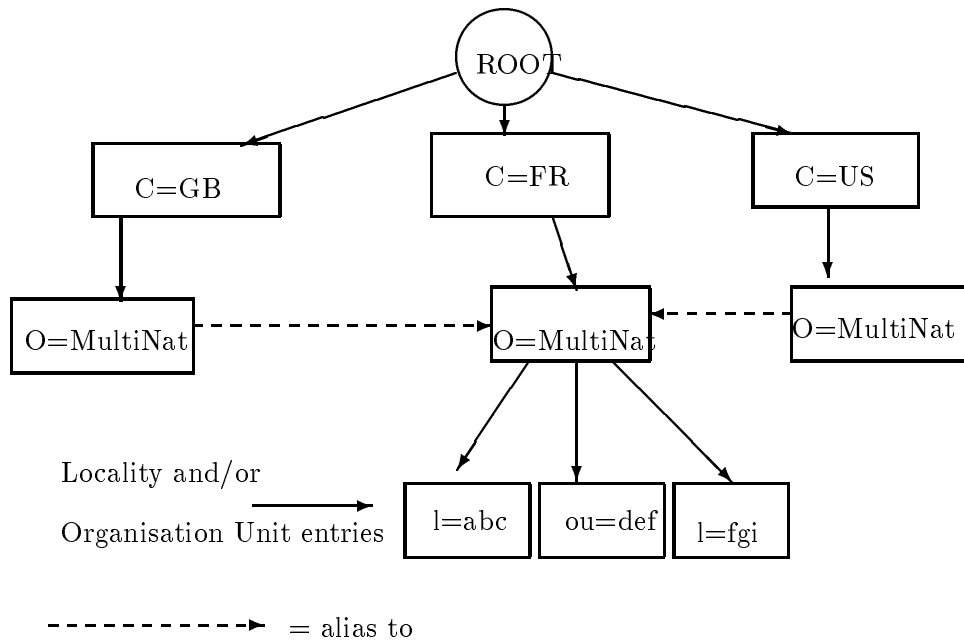 ROOT
C=GB
C=FR
C=US
O=MultiNat
O=MultiNat
O=MultiNat
Locality and/or
Organisation Unit entries
l=abc
ou=def
l=fgi
= alias to